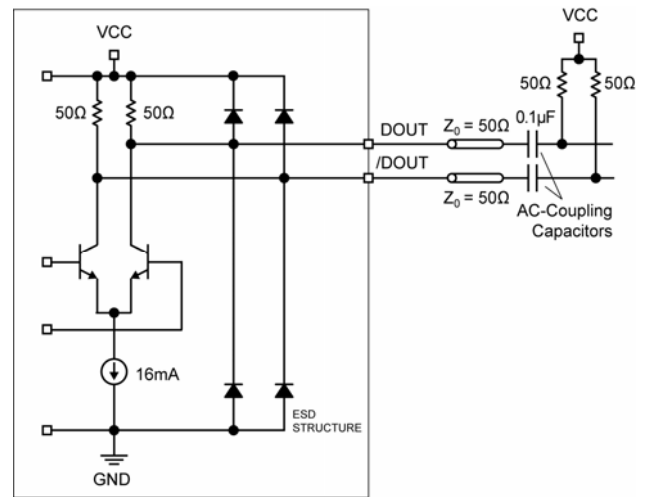 VCC
VCC
50Ω
50Ω
50Ω
50Ω
DOUT
Z0 = 50Ω
0.1µF
/DOUT
Z0 = 50Ω
AC-Coupling
Capacitors
16mA
ESD
STRUCTURE
GND